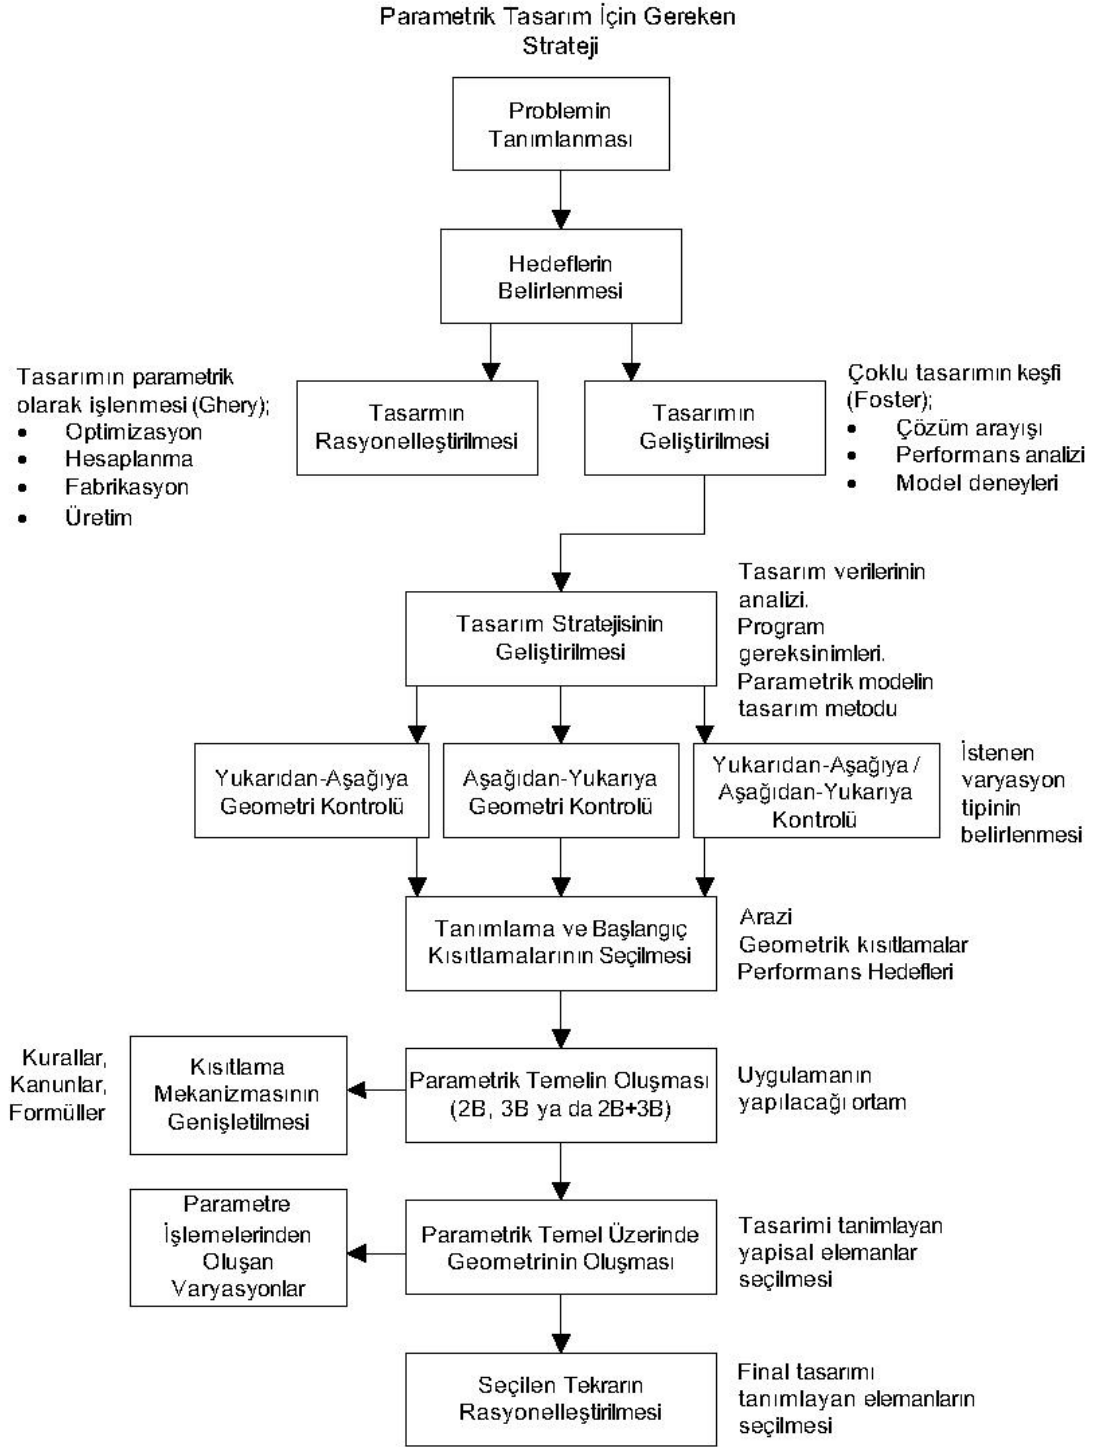 Parametrik Tasarım İçin Gereken
Strateji
Problemin
Tanımlanması
Hedeflerin
Belirlenmesi
Tasarımın parametrik
olarak işlenmesi (Ghery);
• Optimizasyon
• Hesaplanma
• Fabrikasyon
• Üretim
Tasarmın
Rasyonelleştirilmesi
Tasarımın
Geliştirilmesi
Çoklu tasarımın keşfi
(Foster);
• Çözüm arayışı
• Performans analizi
• Model deneyleri
Tasarım Stratejisinin
Geliştirilmesi
Tasarım verilerinin
analizi.
Program
gereksinimleri.
Parametrik modelin
tasarım metodu
Yukarıdan-Aşağıya
Geometri Kontrolü
Aşağıdan-Yukarıya
Geometri Kontrolü
Yukarıdan-Aşağıya /
Aşağıdan-Yukarıya
Kontrolü
İstenen
varyasyon
tipinin
belirlenmesi
Tanımlama ve Başlangıç
Kısıtlamalarının Seçilmesi
Arazi
Geometrik kısıtlamalar
Performans Hedefleri
Kurallar,
Kanunlar,
Formüller
Kısıtlama
Mekanizmasının
Genişletilmesi
Parametrik Temelin Oluşması
(2B, 3B ya da 2B+3B)
Uygulamanın
yapılacağı ortam
Parametre
İşlemelerinden
Oluşan
Varyasyonlar
Parametrik Temel Üzerinde
Geometrinin Oluşması
Tasarimi tanimlayan
yapisal elemanlar
seçilmesi
Seçilen Tekrarın
Rasyonelleştirilmesi
Final tasarımı
tanımlayan elemanların
seçilmesi